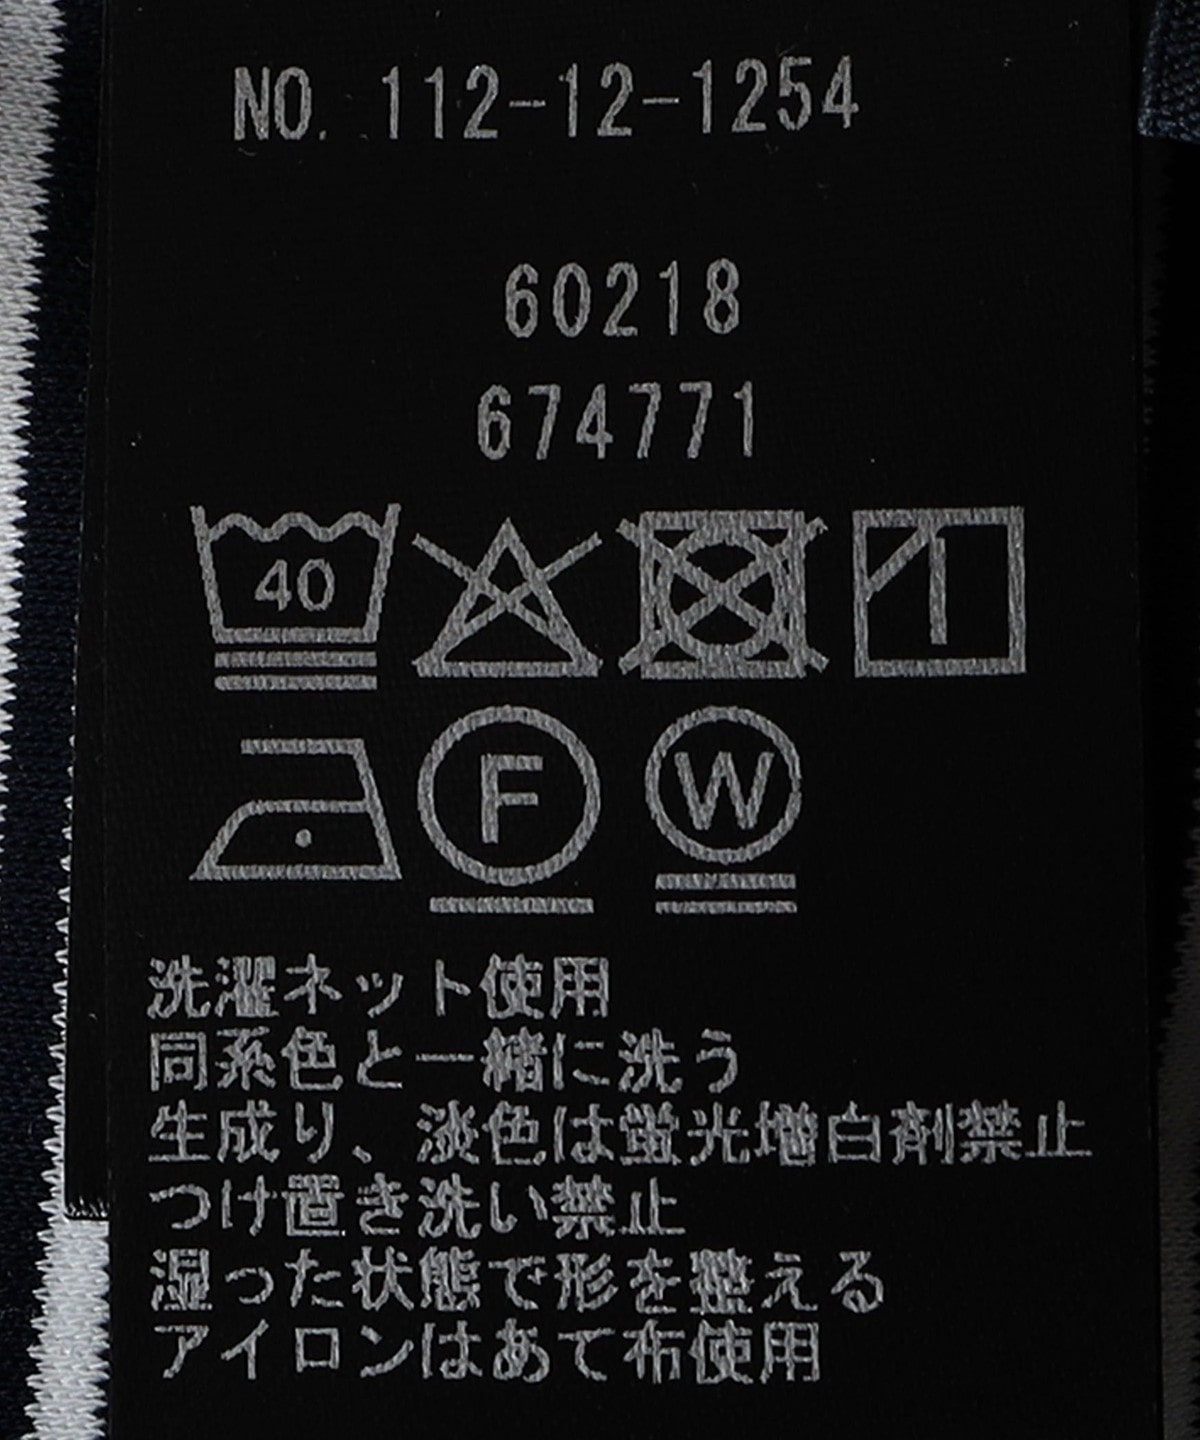 NO. 112-12-1254
60218
674771
40
F W
洗濯ネット使用
同系色と一緒に洗う
生成り、淡色は蛍光増白剤禁止
つけ置き洗い禁止
湿った状態で形を整える
アイロンはあて布使用